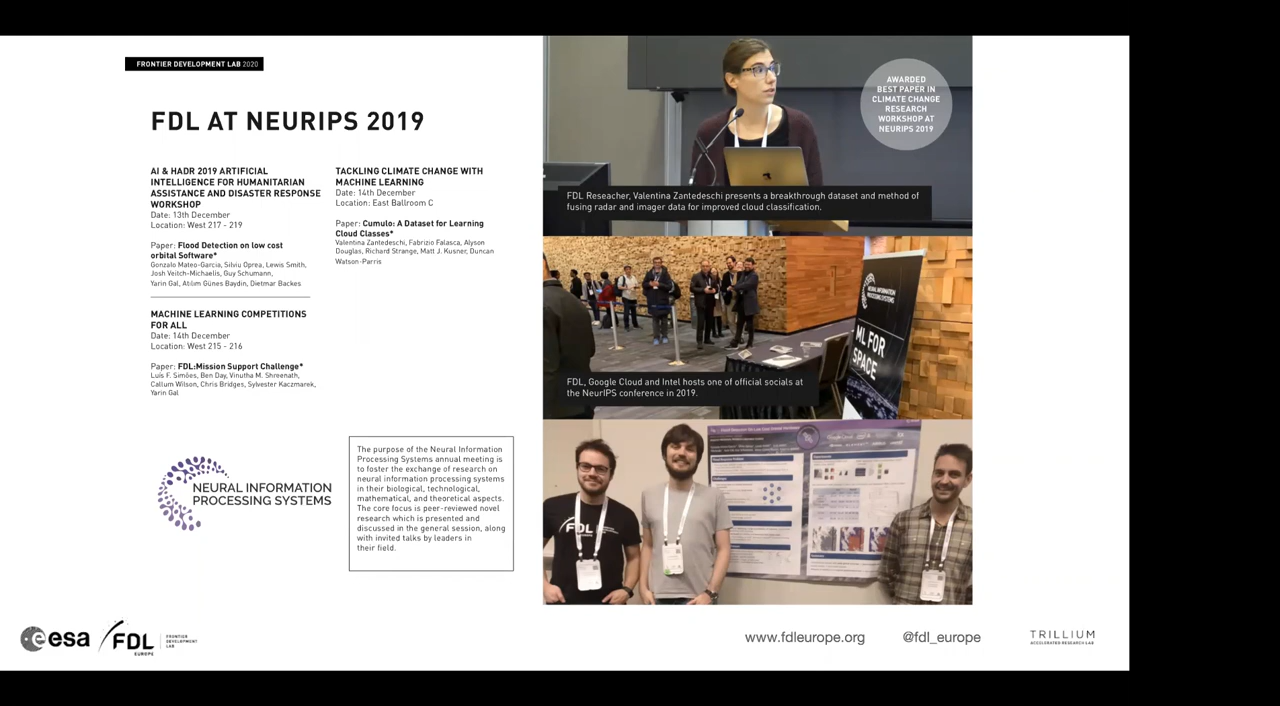 FRONTIER DEVELOPMENT LAB 2020
FDL AT NEURIPS 2019
AI & HADR 2019 ARTIFICIAL
INTELLIGENCE FOR HUMANITARIAN
ASSISTANCE AND DISASTER RESPONSE
WORKSHOP
Date: 13th December
Location: West 217 - 219
Paper: Flood Detection on low cost
orbital Software*
Gonzalo Mateo-Garcia, Silviu Oprea, Lewis Smith,
Josh Veitch-Michaelis, Guy Schumann,
Yarin Gal, Atılım Günes Baydin, Dietmar Backes
MACHINE LEARNING COMPETITIONS
FOR ALL
Date: 14th December
Location: West 215 - 216
Paper: FDL:Mission Support Challenge*
Luís F. Simões, Ben Day, Vinutha M. Shreenath,
Callum Wilson, Chris Bridges, Sylvester Kaczmarek,
Yarin Gal
TACKLING CLIMATE CHANGE WITH
MACHINE LEARNING
Date: 14th December
Location: East Ballroom C
Paper: Cumulo: A Dataset for Learning
Cloud Classes*
Valentina Zantedeschi, Fabrizio Falasca, Alyson
Douglas, Richard Strange, Matt J. Kusner, Duncan
Watson-Parris
NEURAL INFORMATION
PROCESSING SYSTEMS
The purpose of the Neural Information
Processing Systems annual meeting is
to foster the exchange of research on
neural information processing systems
in their biological, technological,
mathematical, and theoretical aspects.
The core focus is peer-reviewed novel
research which is presented and
discussed in the general session, along
with invited talks by leaders in
their field.
AWARDED
BEST PAPER IN
CLIMATE CHANGE
RESEARCH
WORKSHOP AT
NEURIPS 2019
FDL Reseacher, Valentina Zantedeschi presents a breakthrough dataset and method of
fusing radar and imager data for improved cloud classification.
NEURAL INFORMATION
PROCESSING SYSTEMS
ML FOR
SPACE
FDL, Google Cloud and Intel hosts one of official socials at
the NeurIPS conference in 2019.
FDL
esa
FDL
EUROPE
FRONTIER
DEVELOPMENT
LAB
www.fdleurope.org
@fdl_europe
TRILLIUM
ACCELERATED RESEARCH LAB